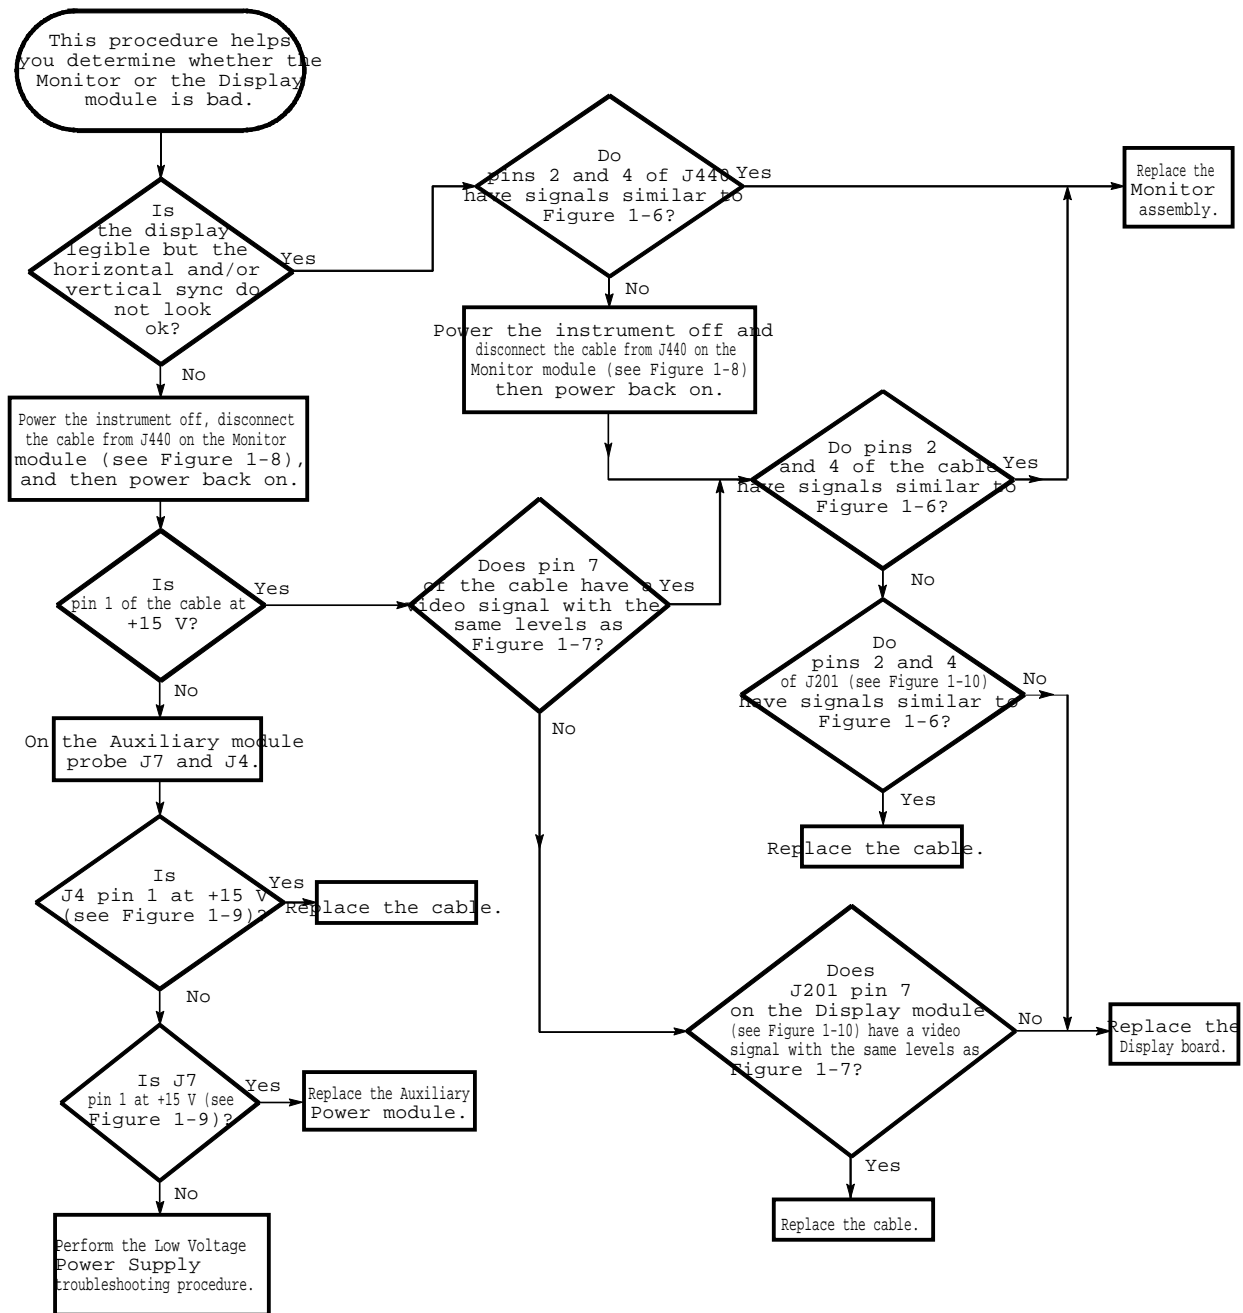 This procedure helps
you determine whether the
Monitor or the Display
module is bad.
Is
the display
legible but the
horizontal and/or
vertical sync do
not look
ok?
Yes
No
Do
pins 2 and 4 of J440
have signals similar to
Figure 1-6?
Yes
No
Replace the
Monitor
assembly.
Power the instrument off and
disconnect the cable from J440 on the
Monitor module (see Figure 1-8)
then power back on.
Power the instrument off, disconnect
the cable from J440 on the Monitor
module (see Figure 1-8),
and then power back on.
Do pins 2
and 4 of the cable
have signals similar to
Figure 1-6?
Yes
No
Is
pin 1 of the cable at
+15 V?
Yes
No
Does pin 7
of the cable have a
video signal with the
same levels as
Figure 1-7?
Yes
No
Do
pins 2 and 4
of J201 (see Figure 1-10)
have signals similar to
Figure 1-6?
No
Yes
Replace the cable.
On the Auxiliary module
probe J7 and J4.
Is
J4 pin 1 at +15 V
(see Figure 1-9)?
Yes
Replace the cable.
No
Does
J201 pin 7
on the Display module
(see Figure 1-10) have a video
signal with the same levels as
Figure 1-7?
No
Replace the
Display board.
Yes
Replace the cable.
Is J7
pin 1 at +15 V (see
Figure 1-9)?
Yes
Replace the Auxiliary
Power module.
No
Perform the Low Voltage
Power Supply
troubleshooting procedure.